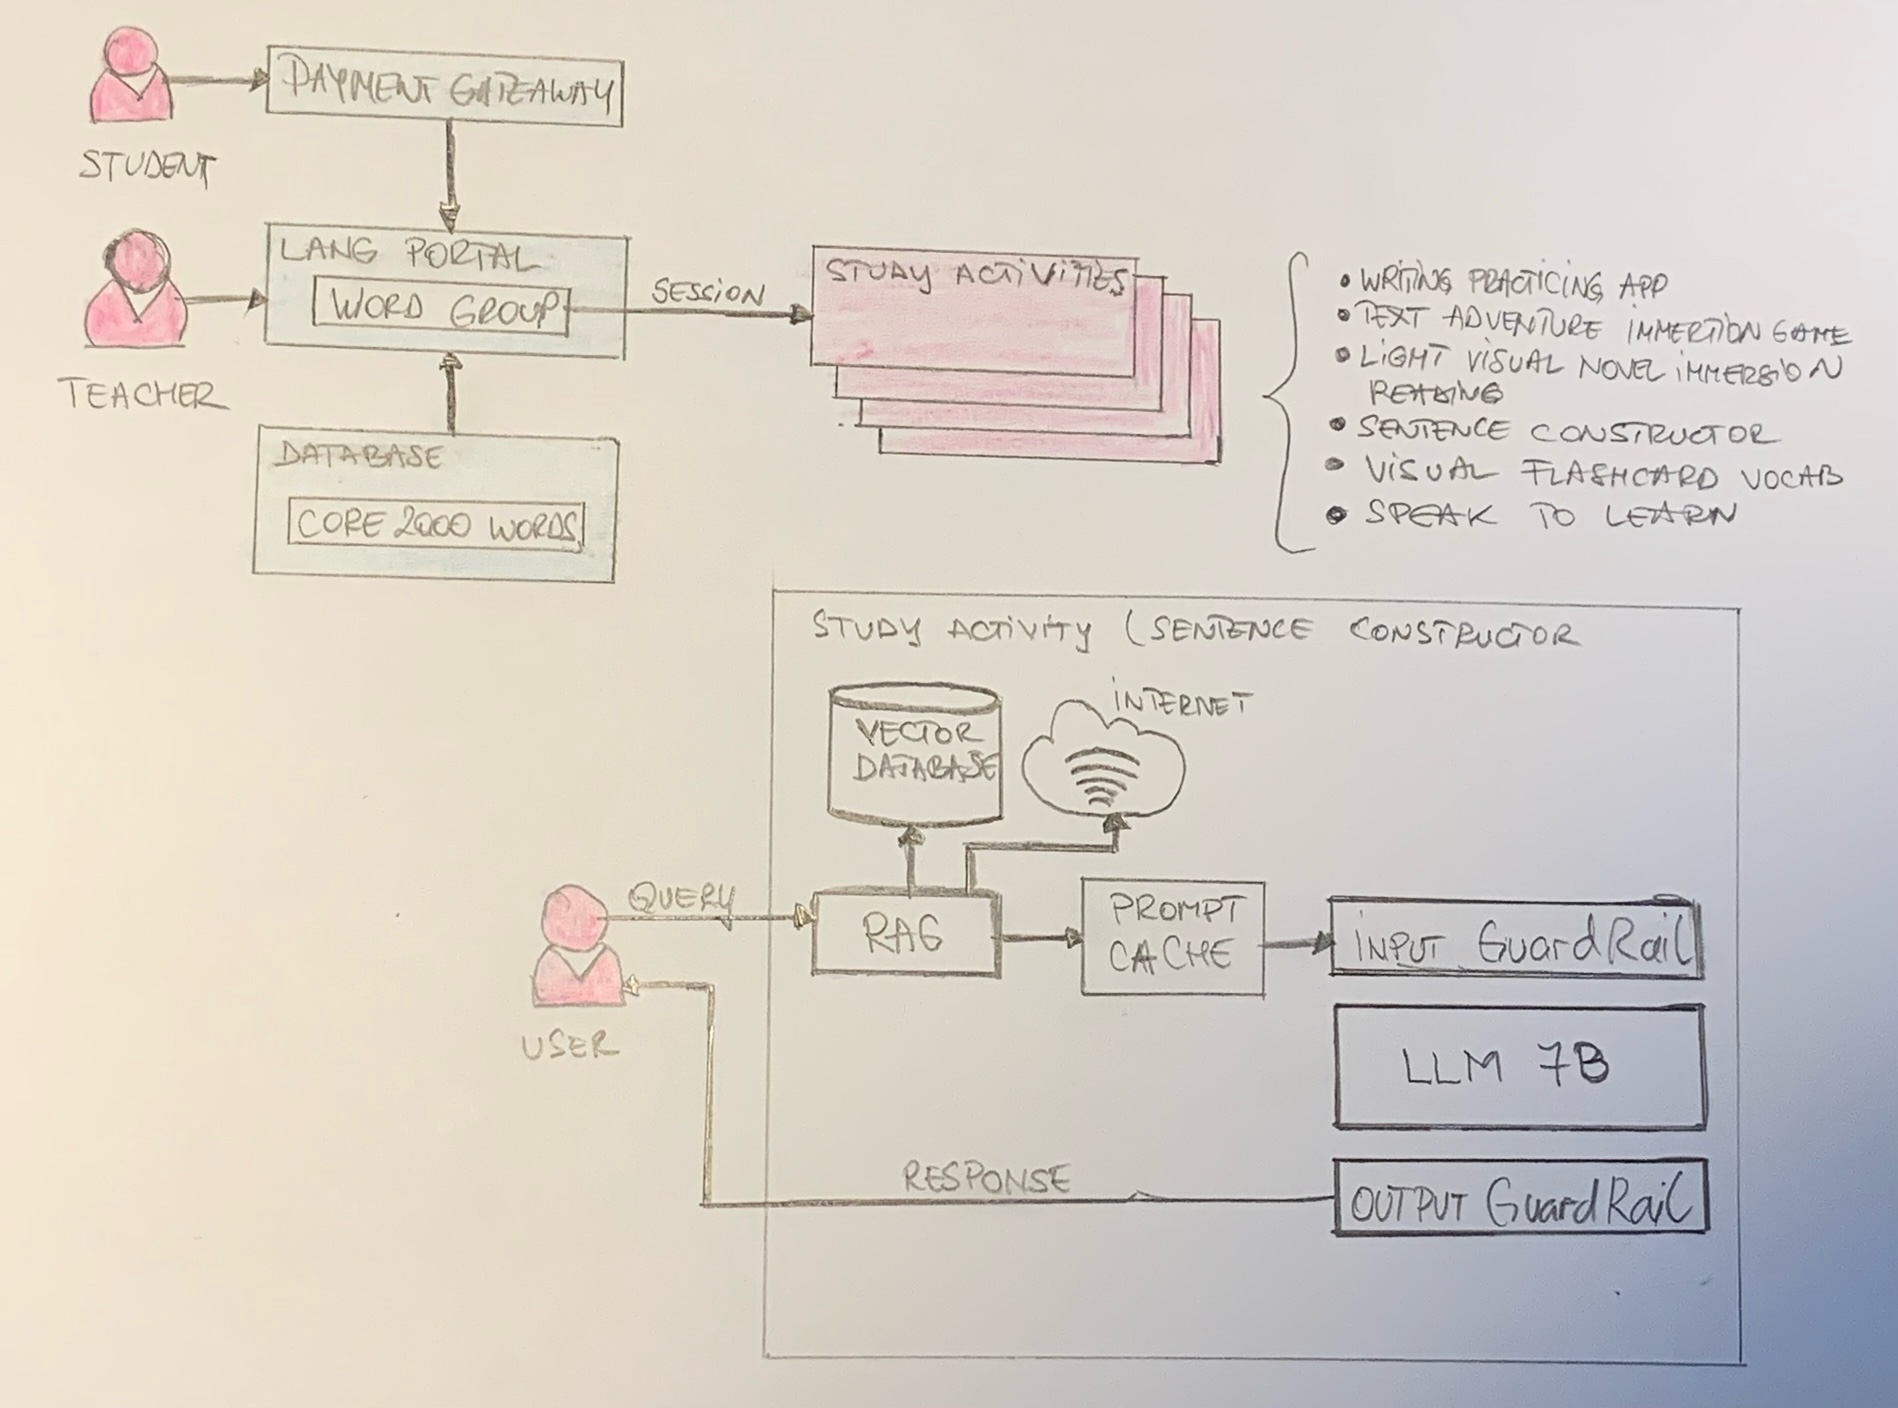 PAYMENT GATEAWAY
STUDENT
LANG PORTAL
WORD GROUP
SESSION
TEACHER
DATABASE
CORE 2000 WORDS
STUDY ACTIVITIES
• WRITING PRACTICING APP
• TEXT ADVENTURE IMMERTION GAME
• LIGHT VISUAL NOVEL IMMERSION
READING
• SENTENCE CONSTRUCTOR
• VISUAL FLASHCARD VOCAB
• SPEAK TO LEARN
STUDY ACTIVITY (SENTENCE CONSTRUCTOR
VECTOR
DATABASE
INTERNET
QUERY
USER
RAG
PROMPT
CACHE
INPUT GuardRail
LLM 7B
RESPONSE
OUTPUT GuardRail